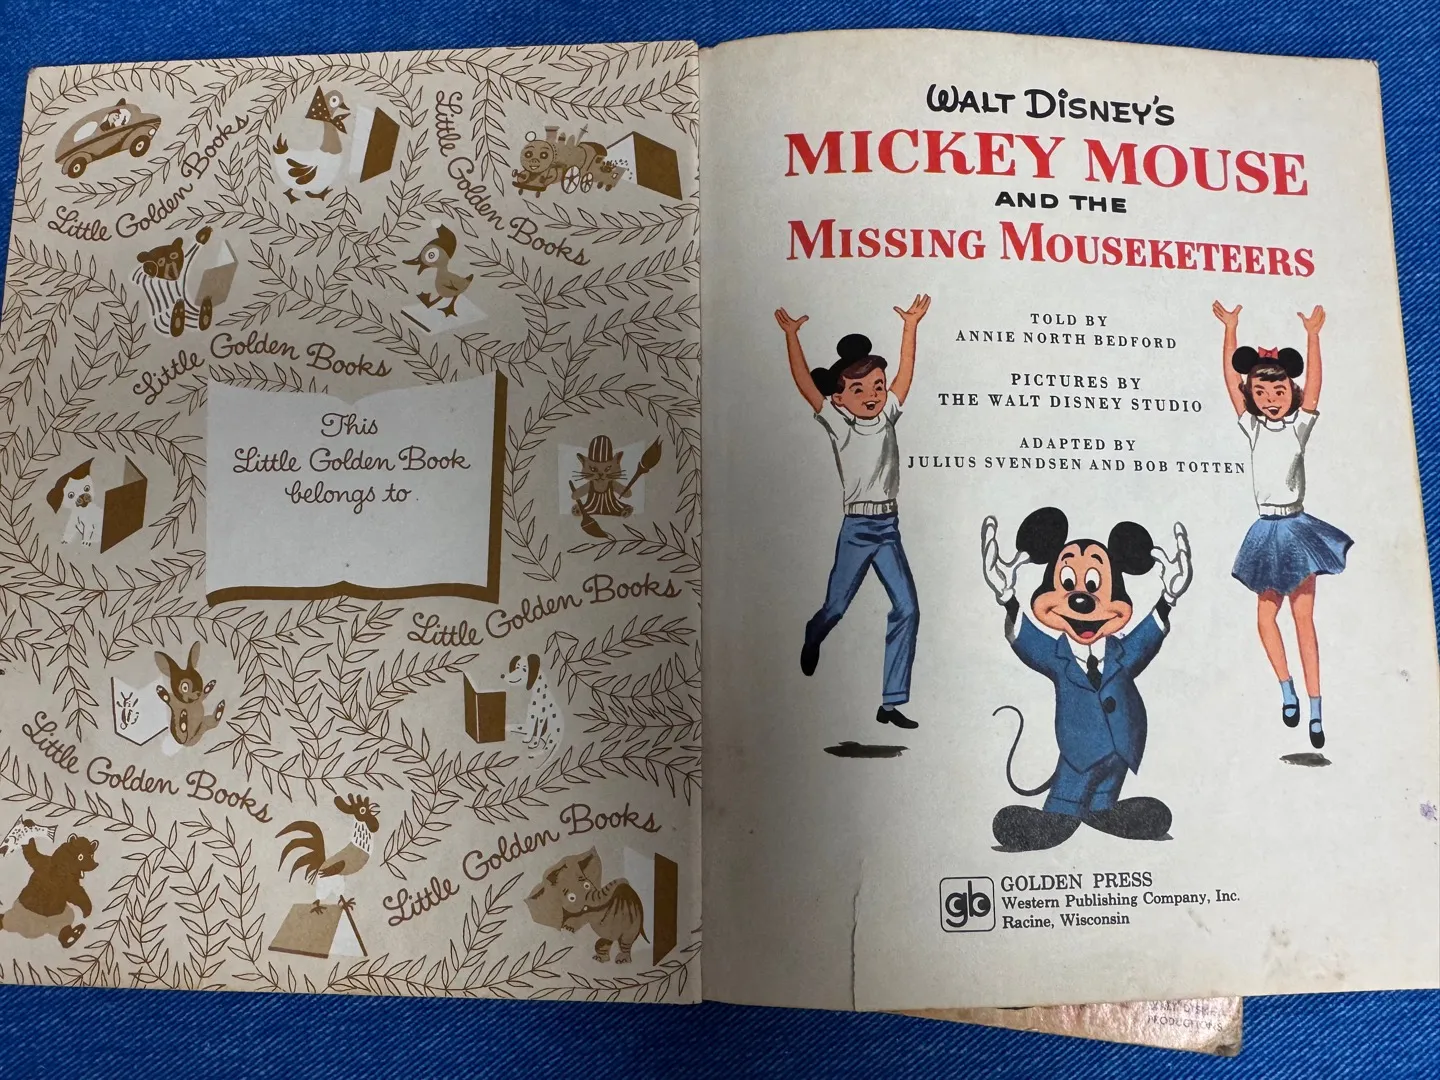 Little Golden Books
Little Golden Books
Little Golden Books
This
Little Golden Book
belongs to
Little Golden Books
Little Golden Books
Little Golden Books
WALT DISNEY'S
MICKEY MOUSE
AND THE
MISSING MOUSEKETEERS
TOLD BY
ANNIE NORTH BEDFORD
PICTURES BY
THE WALT DISNEY STUDIO
ADAPTED BY
JULIUS SVENDSEN AND BOB TOTTEN
gb
GOLDEN PRESS
Western Publishing Company, Inc.
Racine, Wisconsin
WALT DISNEY
PRODUCTIONS